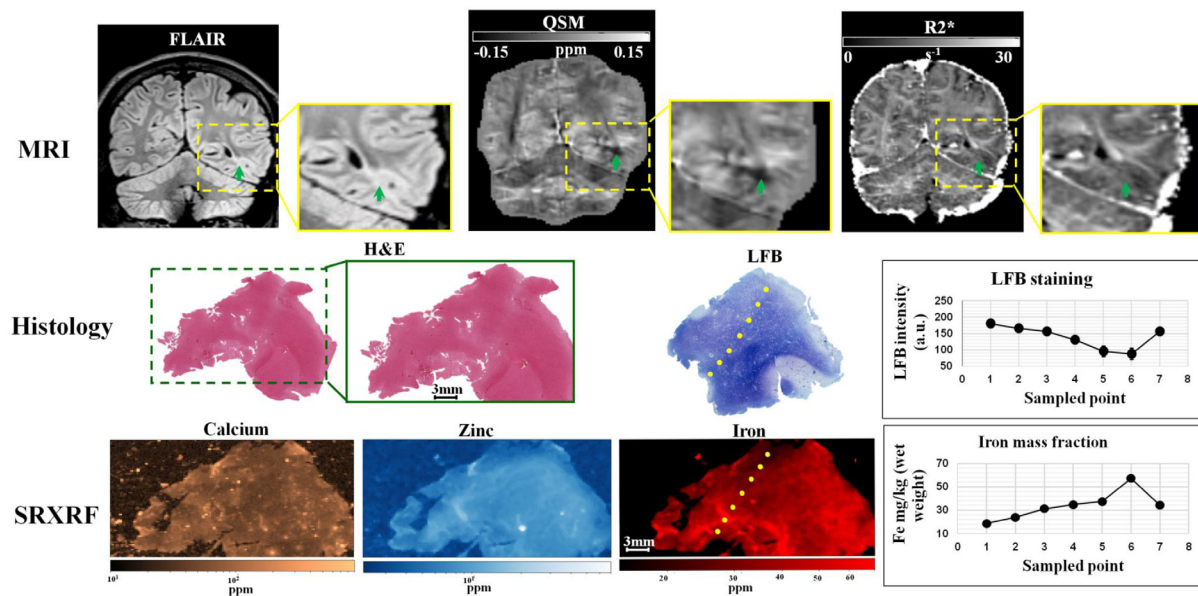 FLAIR
QSM
-0.15 ppm 0.15
R2*
0 s-1 30
MRI
Histology
H&E
3mm
LFB
LFB staining
LFB intensity (a.u.)
250
200
150
100
50
0 1 2 3 4 5 6 7 8
Sampled point
SRXRF
Calcium
10¹ 10²
ppm
Zinc
ppm
Iron
3mm
20 30 40 50 60
ppm
Iron mass fraction
Fe mg/kg (wet weight)
70
50
30
10
0 1 2 3 4 5 6 7 8
Sampled point